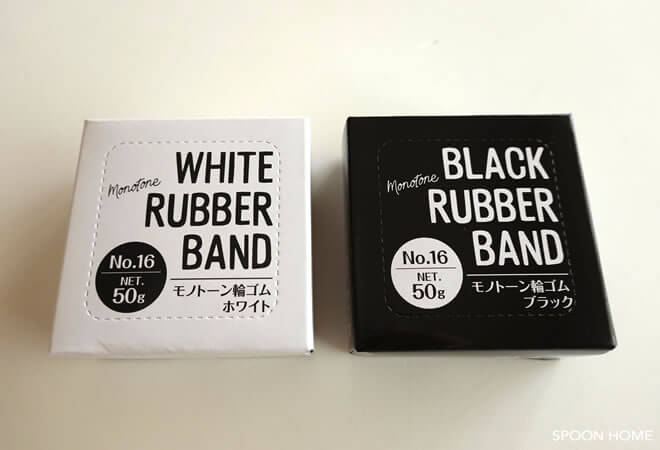 Monotone
WHITE
RUBBER
BAND
No.16
NET.
50g
モノトーン輪ゴム
ホワイト
Monotone
BLACK
RUBBER
BAND
No.16
NET.
50g
モノトーン輪ゴム
ブラック
SPOON HOME